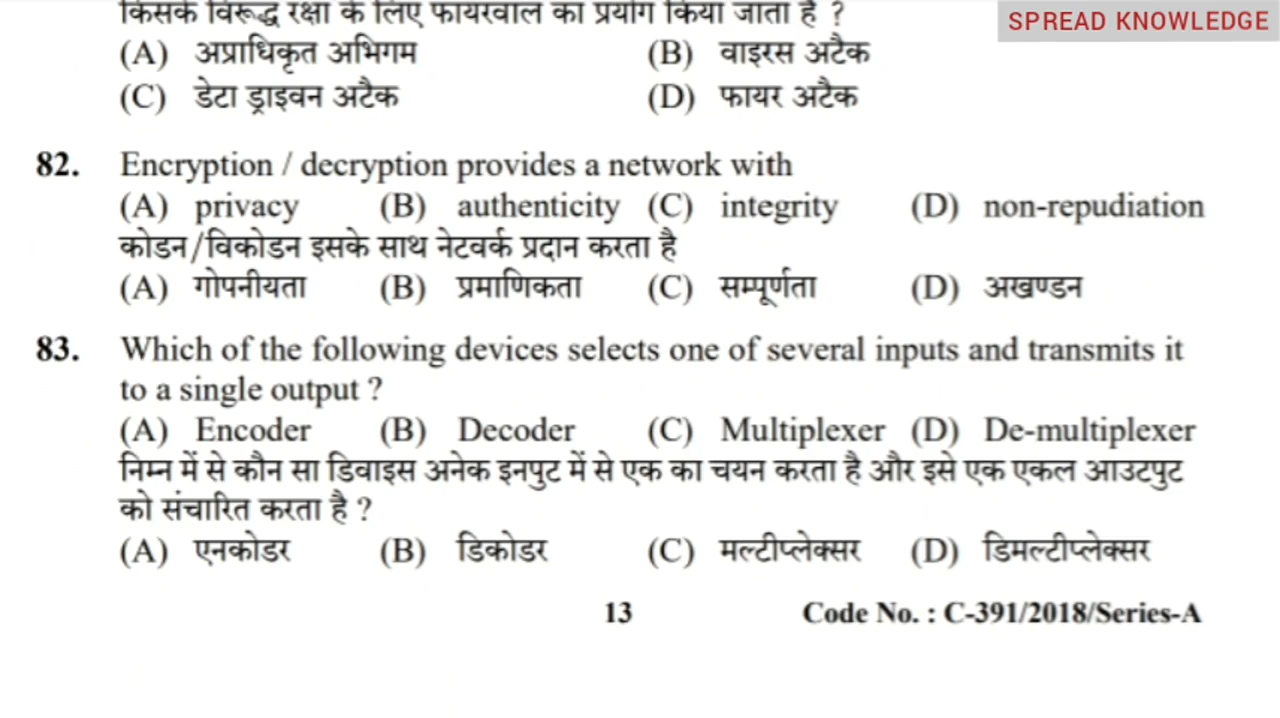 SPREAD KNOWLEDGE
किसके विरूद्ध रक्षा के लिए फायरवाल का प्रयोग किया जाता है ?
(A) अप्राधिकृत अभिगम (B) वाइरस अटैक
(C) डेटा ड्राइवन अटैक (D) फायर अटैक
82. Encryption / decryption provides a network with
(A) privacy (B) authenticity (C) integrity (D) non-repudiation
कोडन/विकोडन इसके साथ नेटवर्क प्रदान करता है
(A) गोपनीयता (B) प्रमाणिकता (C) सम्पूर्णता (D) अखण्डन
83. Which of the following devices selects one of several inputs and transmits it
to a single output ?
(A) Encoder (B) Decoder (C) Multiplexer (D) De-multiplexer
निम्न में से कौन सा डिवाइस अनेक इनपुट में से एक का चयन करता है और इसे एक एकल आउटपुट
को संचारित करता है ?
(A) एनकोडर (B) डिकोडर (C) मल्टीप्लेक्सर (D) डिमल्टीप्लेक्सर
13 Code No. : C-391/2018/Series-A